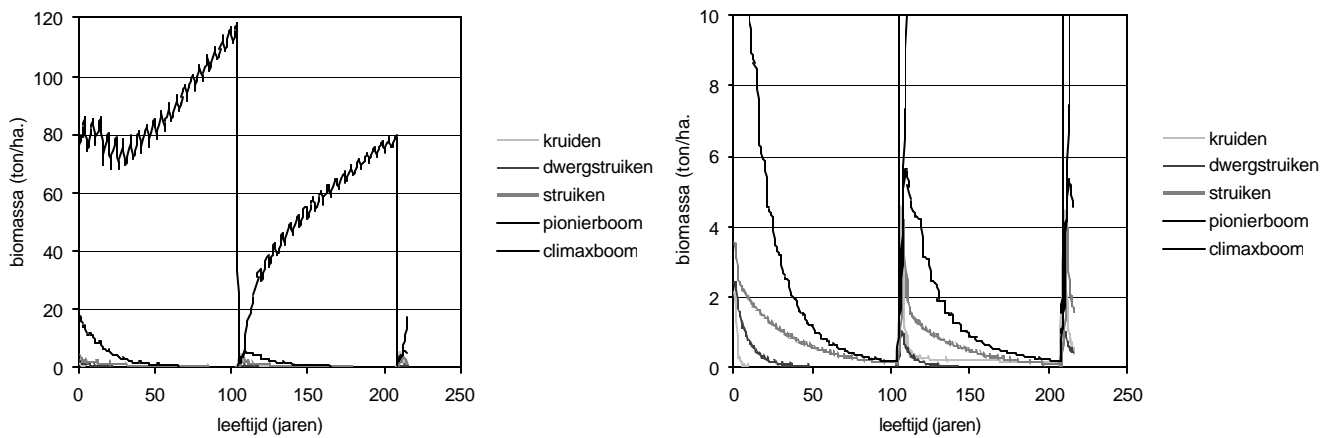 120
100
80
60
40
20
0
biomassa (ton/ha.)
0 50 100 150 200 250
leeftijd (jaren)
kruiden
dwergstruiken
struiken
pionierboom
climaxboom
10
8
6
4
2
0
biomassa (ton/ha.)
0 50 100 150 200 250
leeftijd (jaren)
kruiden
dwergstruiken
struiken
pionierboom
climaxboom